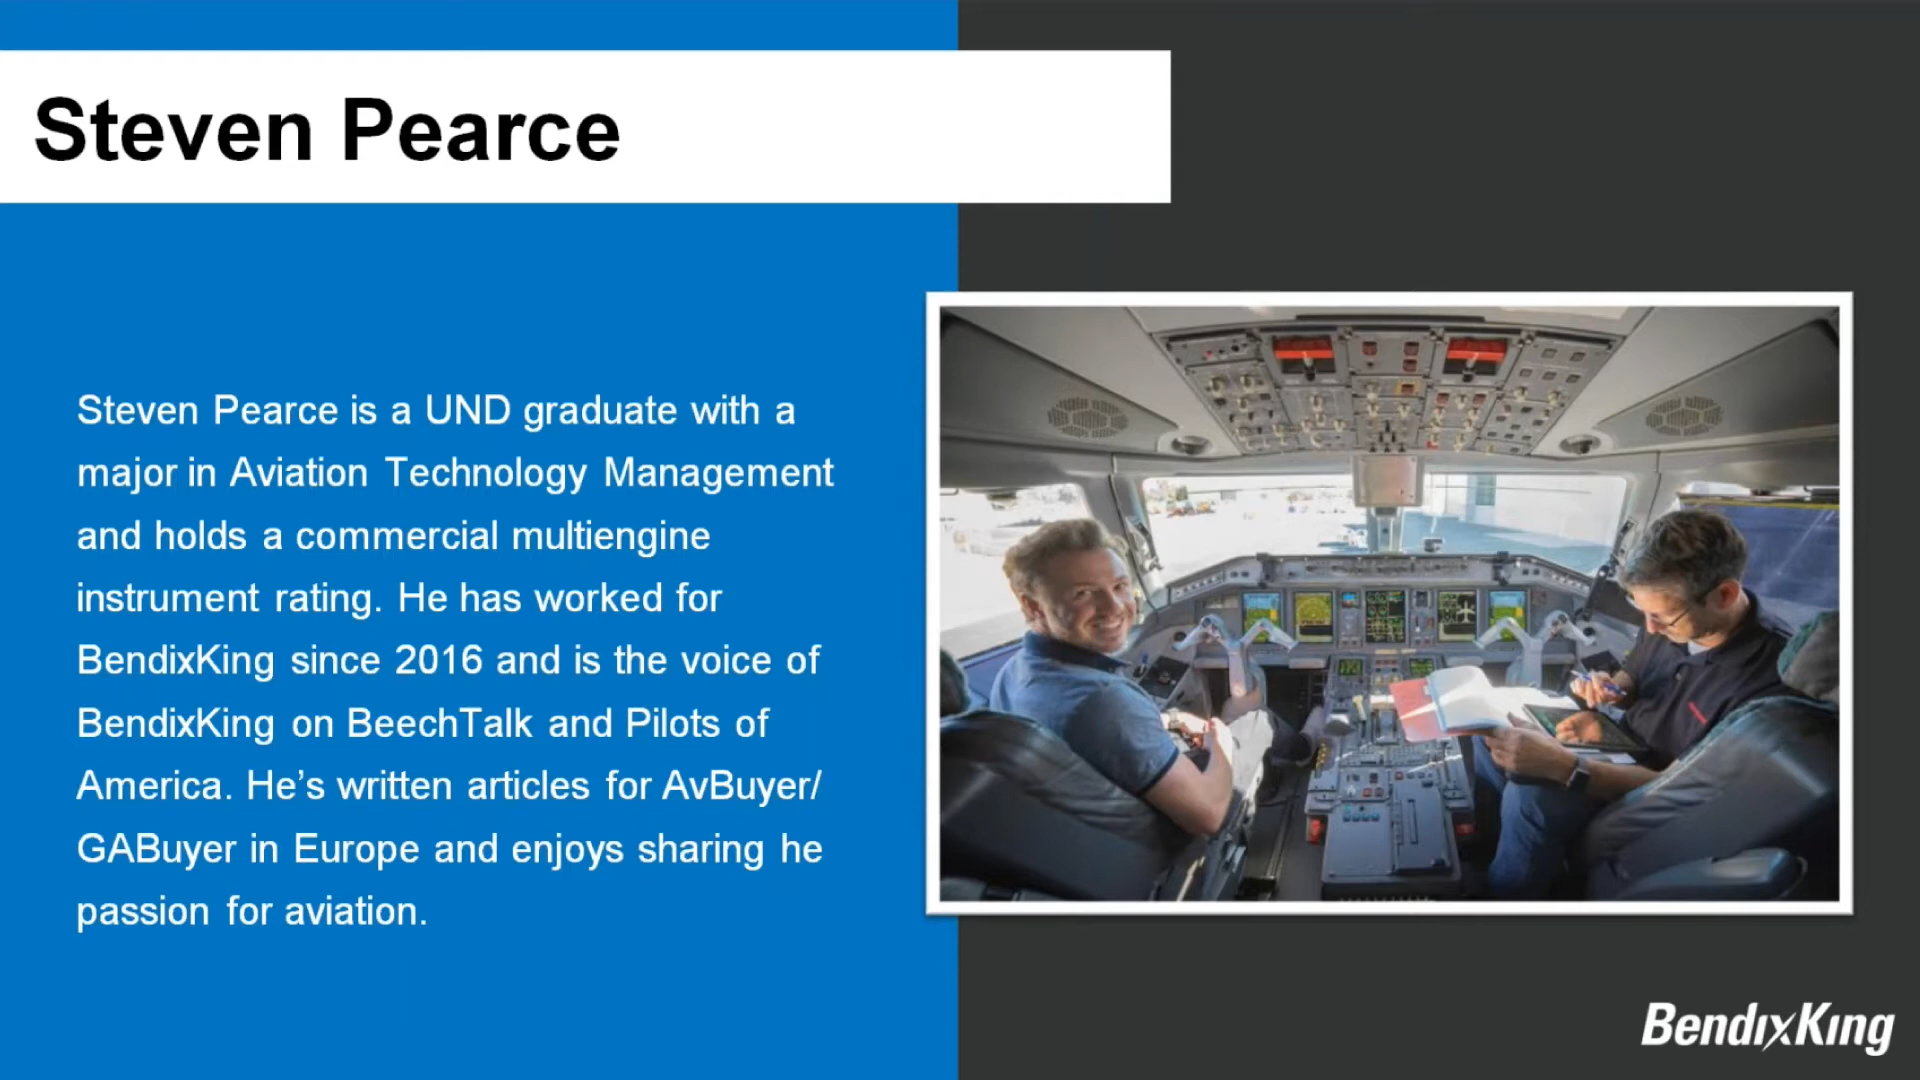 Steven Pearce
Steven Pearce is a UND graduate with a
major in Aviation Technology Management
and holds a commercial multiengine
instrument rating. He has worked for
BendixKing since 2016 and is the voice of
BendixKing on BeechTalk and Pilots of
America. He’s written articles for AvBuyer/
GABuyer in Europe and enjoys sharing he
passion for aviation.
BendixKing